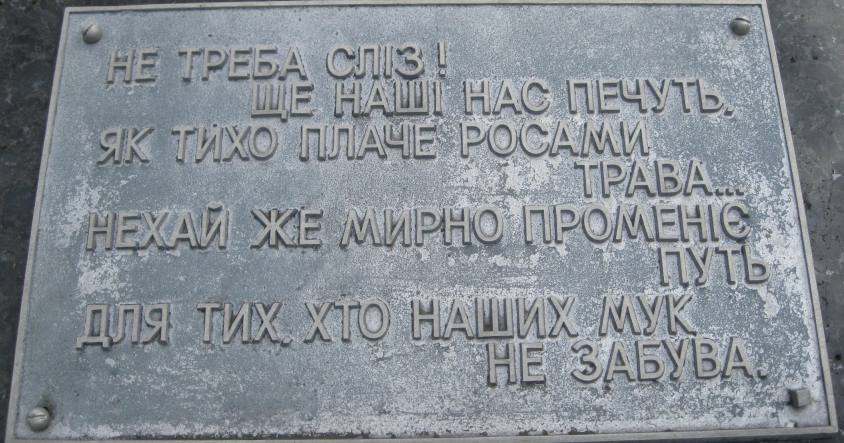 НЕ ТРЕБА СЛІЗ!
ЩЕ НАШІ НАС ПЕЧУТЬ,
ЯК ТИХО ПЛАЧЕ РОСАМИ
ТРАВА...
НЕХАЙ ЖЕ МИРНО ПРОМЕНІЄ
ПУТЬ
ДЛЯ ТИХ, ХТО НАШИХ МУК
НЕ ЗАБУВА.